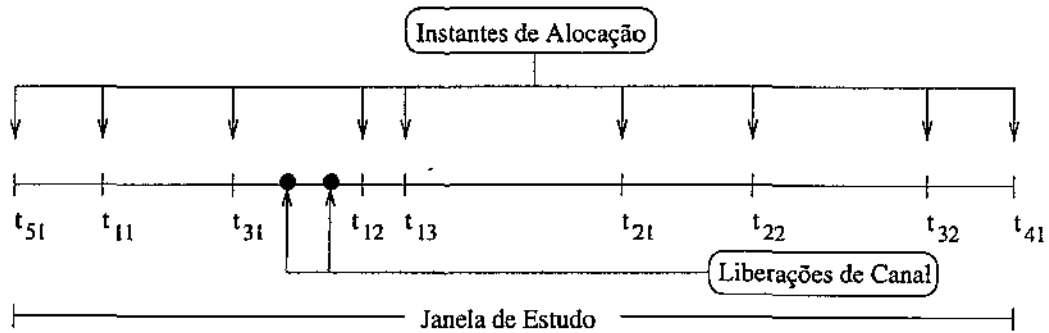 Instantes de Alocação
t51 t11 t31 t12 t13 t21 t22 t32 t41
Liberações de Canal
Janela de Estudo